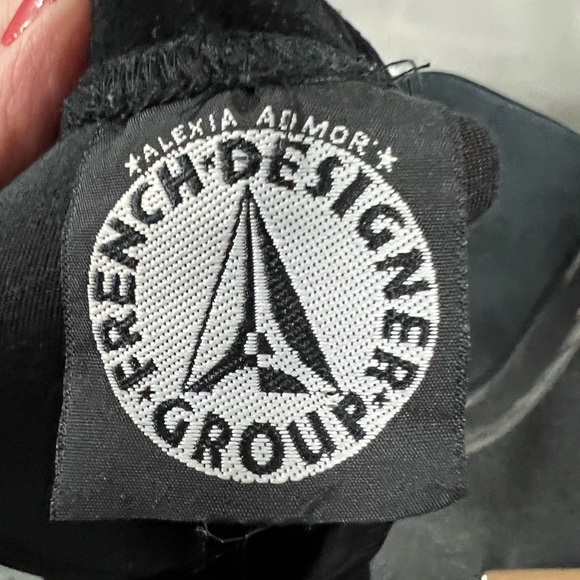 ★ALEXIA ADMOR★
FRENCH★DESIGNER
★GROUP★